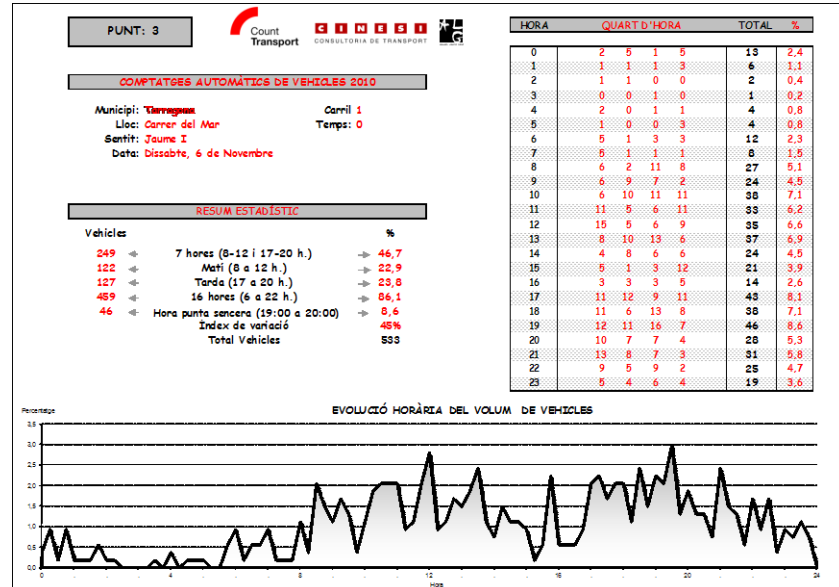 PUNT: 3
Count
Transport
CINESI
CONSULTORIA DE TRANSPORT
COMPTATGES AUTOMÀTICS DE VEHICLES 2010
Municipi: Carril 1
Lloc: Carrer del Mar Temps: 0
Sentit: Jaume I
Data: Dissabte, 6 de Novembre
RESUM ESTADÍSTIC
Vehicles %
249 7 hores (8-12 i 17-20 h.) 46,7
122 Matí (8 a 12 h.) 22,9
127 Tarda (17 a 20 h.) 23,8
459 16 hores (6 a 22 h.) 86,1
46 Hora punta sencera (19:00 a 20:00) 8,6
Índex de variació 45%
Total Vehicles 533
HORA QUART D'HORA TOTAL %
0 2 5 1 5 13 2,4
1 1 1 1 3 6 1,1
2 1 1 0 0 2 0,4
3 0 0 1 0 1 0,2
4 2 0 1 1 4 0,8
5 1 0 0 3 4 0,8
6 5 1 3 3 12 2,3
7 5 1 1 1 8 1,5
8 6 2 11 8 27 5,1
9 6 9 7 2 24 4,5
10 6 10 11 11 38 7,1
11 11 5 6 11 33 6,2
12 15 5 6 9 35 6,6
13 8 10 13 6 37 6,9
14 4 8 6 6 24 4,5
15 5 1 3 12 21 3,9
16 3 3 3 5 14 2,6
17 11 12 9 11 43 8,1
18 11 6 13 8 38 7,1
19 12 11 16 7 46 8,6
20 10 7 7 4 28 5,3
21 13 8 7 3 31 5,8
22 9 5 9 2 25 4,7
23 5 4 6 4 19 3,6
Percentatge
EVOLUCIÓ HORÀRIA DEL VOLUM DE VEHICLES
3,5
3,0
2,5
2,0
1,5
1,0
0,5
0,0
0 4 8 12 16 20 24
Hora